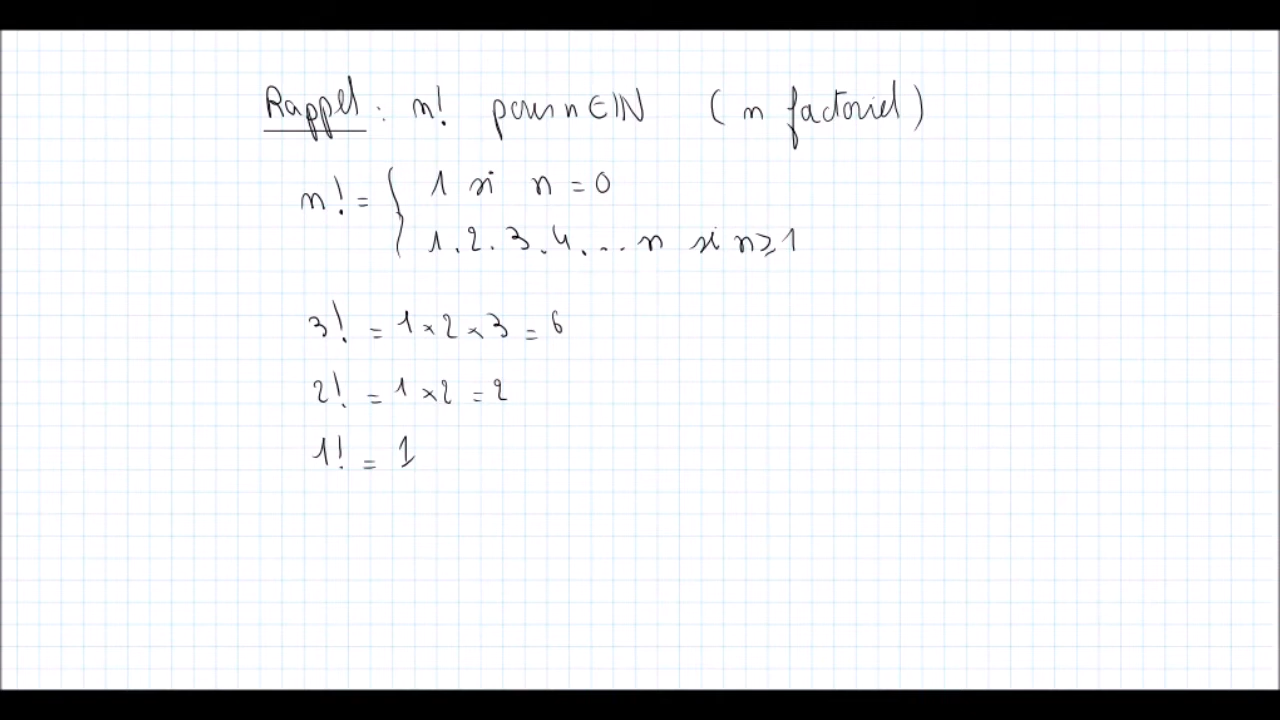 Rappel : n! pour n ∈ ℕ ( n factoriel )
n! = { 1 si n = 0
1 . 2 . 3 . 4 . ... n si n ≥ 1
3! = 1 × 2 × 3 = 6
2! = 1 × 2 = 2
1! = 1